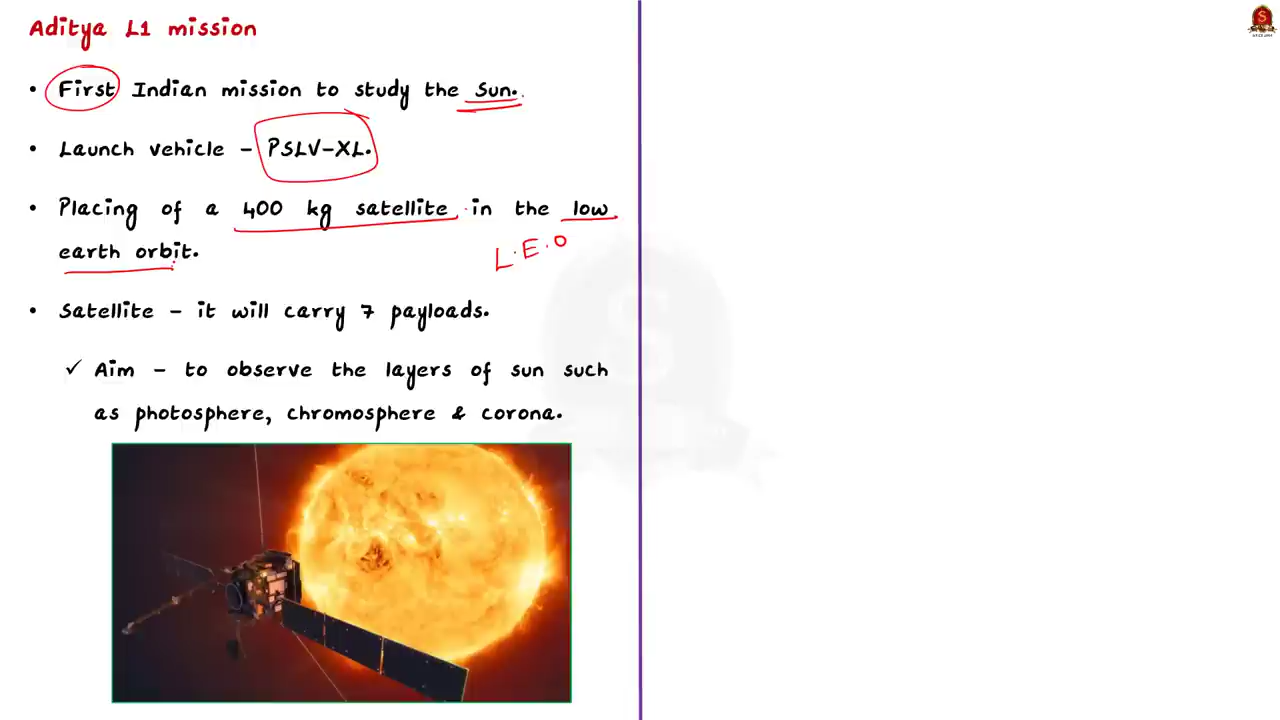 Aditya L1 mission
• First Indian mission to study the Sun.
• Launch vehicle - PSLV-XL.
• Placing of a 400 kg satellite in the low
earth orbit.
L.E.O
• Satellite - it will carry 7 payloads.
✓ Aim - to observe the layers of sun such
as photosphere, chromosphere & corona.